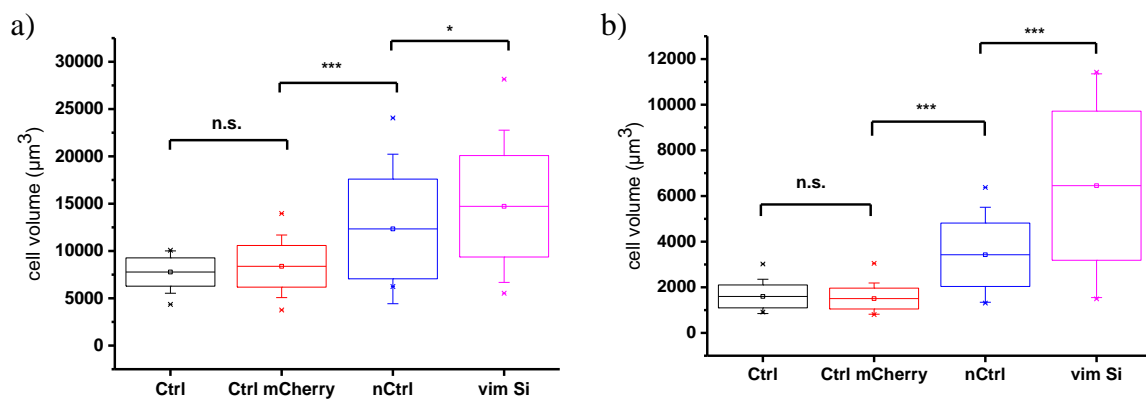 a)
cell volume (µm³)
30000
25000
20000
15000
10000
5000
0
n.s.
***
*
Ctrl
Ctrl mCherry
nCtrl
vim Si
b)
cell volume (µm³)
12000
10000
8000
6000
4000
2000
0
n.s.
***
***
Ctrl
Ctrl mCherry
nCtrl
vim Si